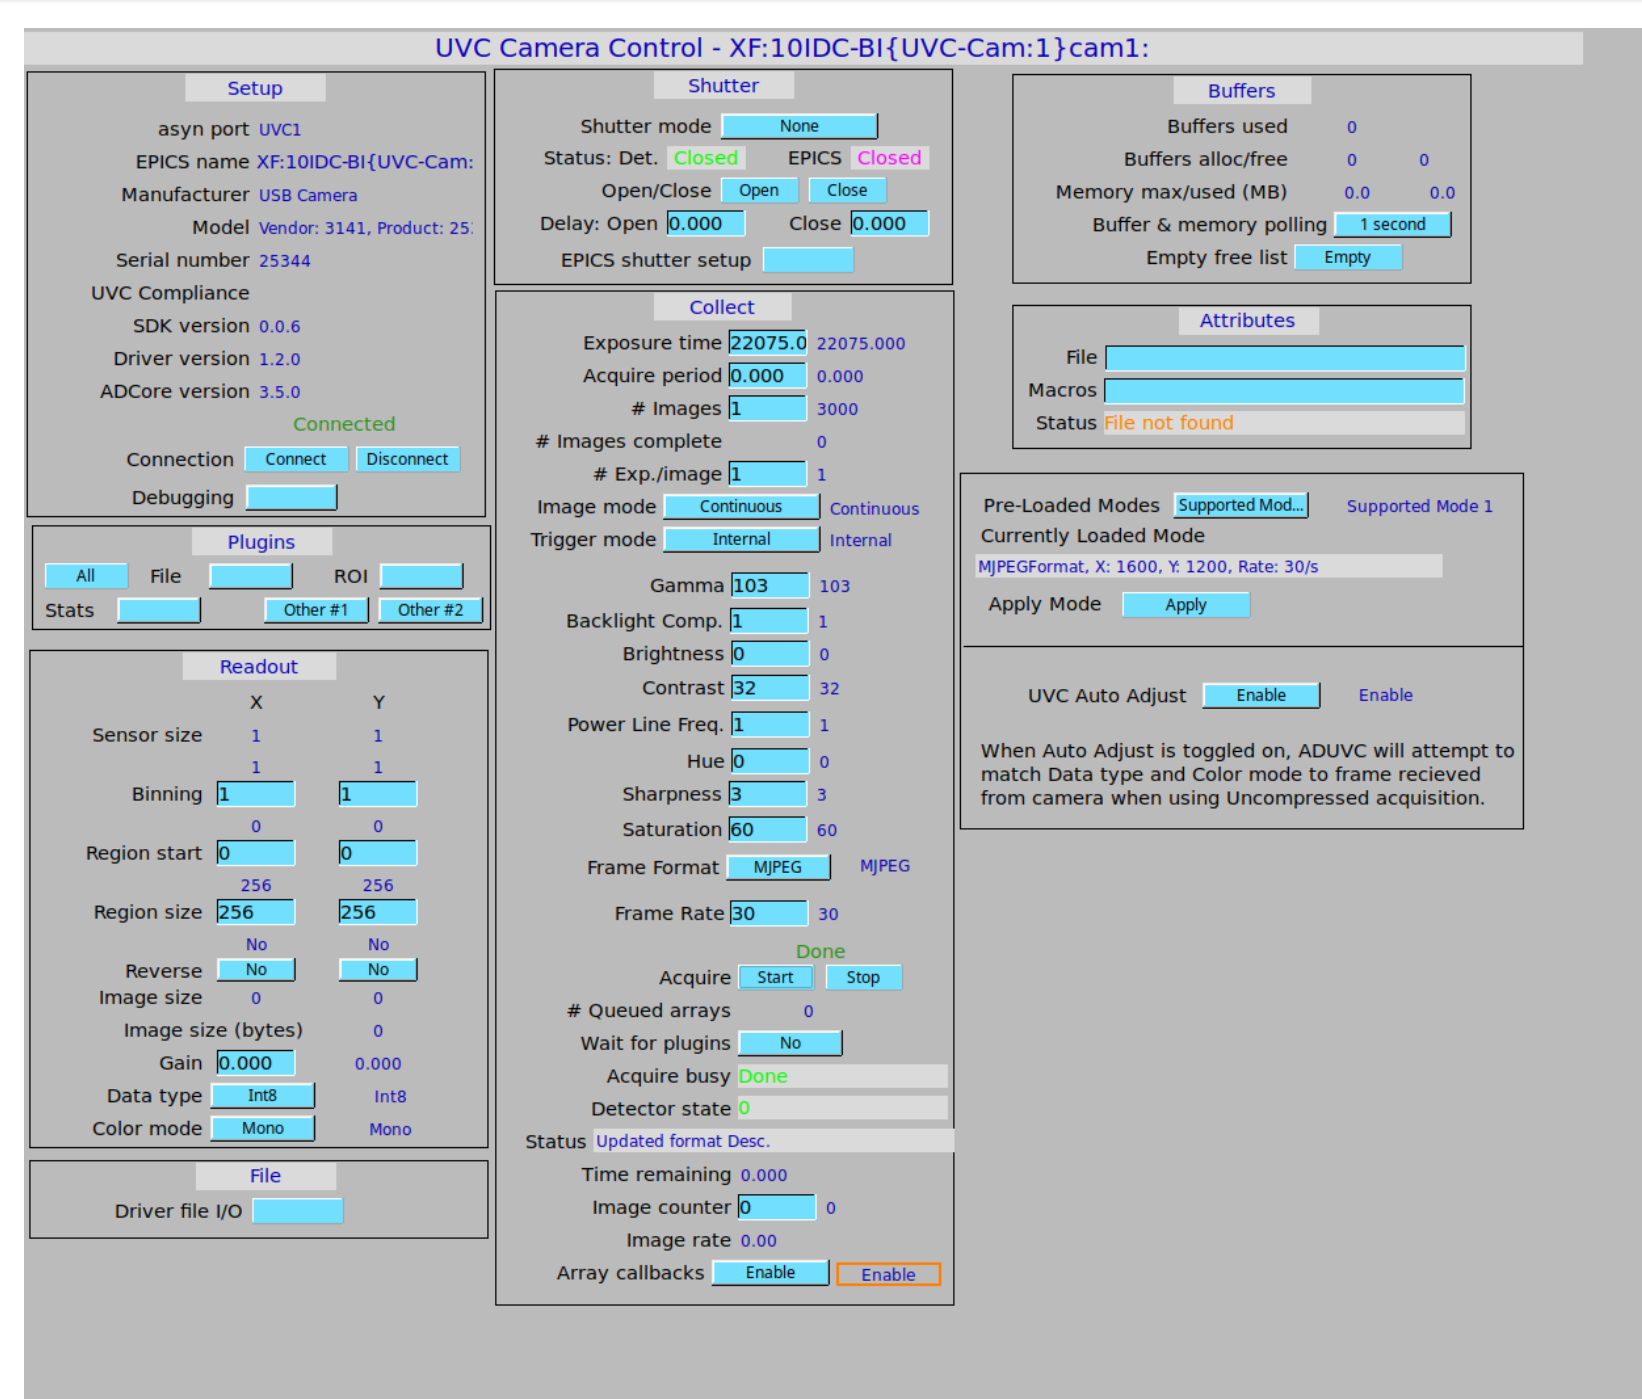 UVC Camera Control - XF:10IDC-BI{UVC-Cam:1}cam1:
Setup
asyn port UVC1
EPICS name XF:10IDC-BI{UVC-Cam:
Manufacturer USB Camera
Model Vendor: 3141, Product: 25
Serial number 25344
UVC Compliance
SDK version 0.0.6
Driver version 1.2.0
ADCore version 3.5.0
Connected
Connection Connect Disconnect
Debugging
Plugins
All File ROI
Stats Other #1 Other #2
Readout
X Y
Sensor size 1 1
1 1
Binning 1 1
0 0
Region start 0 0
256 256
Region size 256 256
No No
Reverse No No
Image size 0 0
Image size (bytes) 0
Gain 0.000 0.000
Data type Int8 Int8
Color mode Mono Mono
File
Driver file I/O
Shutter
Shutter mode None
Status: Det. Closed EPICS Closed
Open/Close Open Close
Delay: Open 0.000 Close 0.000
EPICS shutter setup
Collect
Exposure time 22075.0 22075.000
Acquire period 0.000 0.000
# Images 1 3000
# Images complete 0
# Exp./image 1 1
Image mode Continuous Continuous
Trigger mode Internal Internal
Gamma 103 103
Backlight Comp. 1 1
Brightness 0 0
Contrast 32 32
Power Line Freq. 1 1
Hue 0 0
Sharpness 3 3
Saturation 60 60
Frame Format MJPEG MJPEG
Frame Rate 30 30
Done
Acquire Start Stop
# Queued arrays 0
Wait for plugins No
Acquire busy Done
Detector state 0
Status Updated format Desc.
Time remaining 0.000
Image counter 0 0
Image rate 0.00
Array callbacks Enable Enable
Buffers
Buffers used 0
Buffers alloc/free 0 0
Memory max/used (MB) 0.0 0.0
Buffer & memory polling 1 second
Empty free list Empty
Attributes
File
Macros
Status File not found
Pre-Loaded Modes Supported Mod... Supported Mode 1
Currently Loaded Mode
MJPEGFormat, X: 1600, Y: 1200, Rate: 30/s
Apply Mode Apply
UVC Auto Adjust Enable Enable
When Auto Adjust is toggled on, ADUVC will attempt to
match Data type and Color mode to frame recieved
from camera when using Uncompressed acquisition.